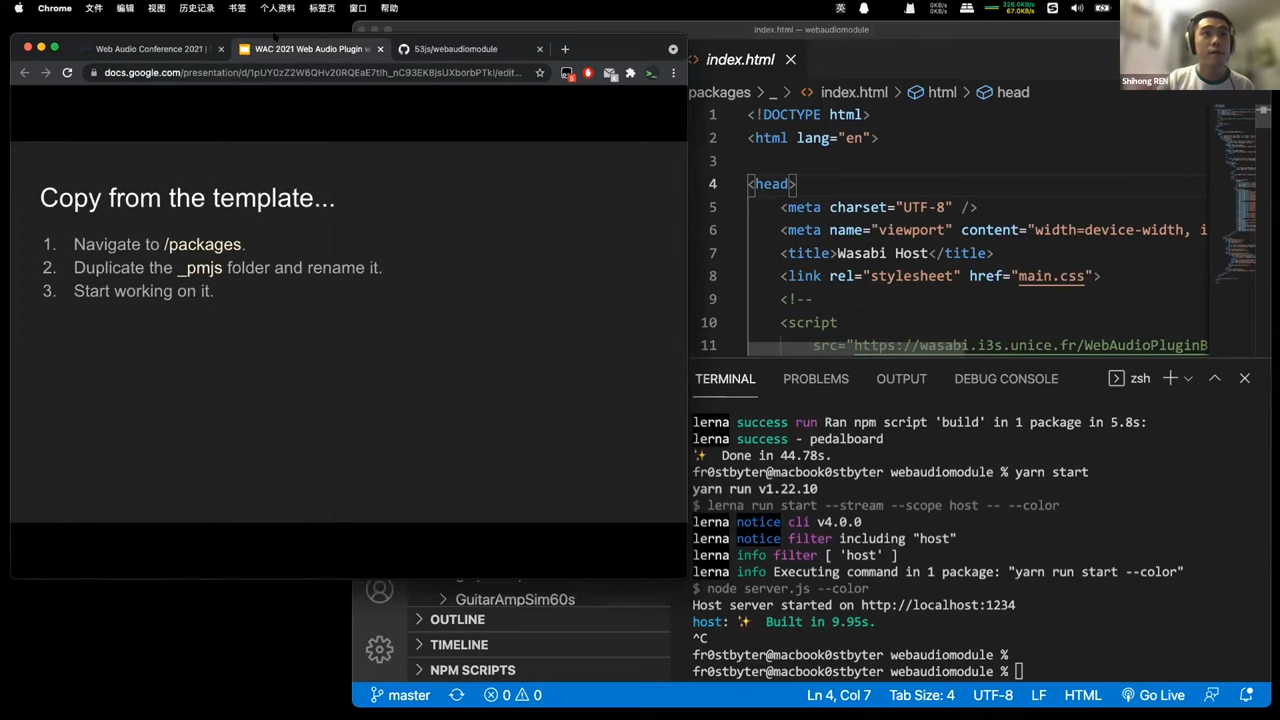 Chrome 文件 编辑 视图 历史记录 书签 个人资料 标签页 窗口 帮助
0KB/s
0KB/s
326.0KB/s
英
Web Audio Conference 2021 |
WAC 2021 Web Audio Plugin w
53js/webaudiomodule
docs.google.com/presentation/d/1pUY0zZ2W6QHv20RQEaE7tIh_nC93EK8jsUXborbPTkI/edit...
Copy from the template...
1. Navigate to /packages.
2. Duplicate the _pmjs folder and rename it.
3. Start working on it.
index.html — webaudiomodule
index.html
packages > _ > index.html > html > head
1 <!DOCTYPE html>
2 <html lang="en">
3
4 <head>
5 <meta charset="UTF-8" />
6 <meta name="viewport" content="width=device-width, i
7 <title>Wasabi Host</title>
8 <link rel="stylesheet" href="main.css">
9 <!--
10 <script
11 src="https://wasabi.i3s.unice.fr/WebAudioPluginB
TERMINAL PROBLEMS OUTPUT DEBUG CONSOLE zsh
lerna success run Ran npm script 'build' in 1 package in 5.8s:
lerna success - pedalboard
Done in 44.78s.
fr0stbyter@macbook0stbyter webaudiomodule % yarn start
yarn run v1.22.10
$ lerna run start --stream --scope host -- --color
lerna notice cli v4.0.0
lerna notice filter including "host"
lerna info filter [ 'host' ]
lerna info Executing command in 1 package: "yarn run start --color"
$ node server.js --color
Host server started on http://localhost:1234
host: Built in 9.95s.
^C
fr0stbyter@macbook0stbyter webaudiomodule %
fr0stbyter@macbook0stbyter webaudiomodule %
GuitarAmpSim60s
OUTLINE
TIMELINE
NPM SCRIPTS
master 0 0 Ln 4, Col 7 Tab Size: 4 UTF-8 LF HTML Go Live
Shihong REN